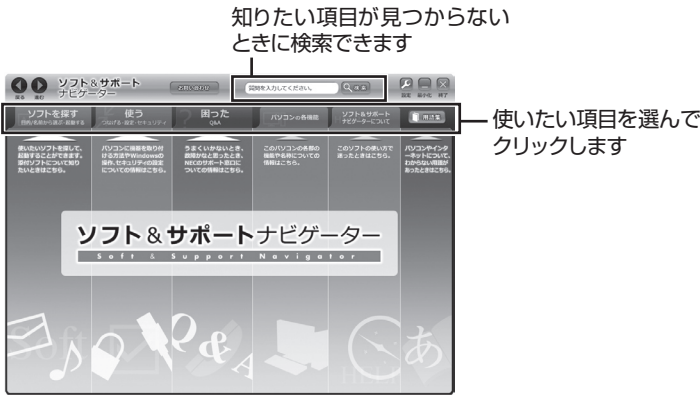 知りたい項目が見つからない
ときに検索できます
戻る 進む
ソフト&サポート
ナビゲーター
お問い合わせ
質問を入力してください。
検索
設定 最小化 終了
ソフトを探す
目的/名前から選ぶ・起動する
使う
つなげる・設定・セキュリティ
困った
Q&A
パソコンの各機能
ソフト&サポート
ナビゲーターについて
用語集
使いたい項目を選んで
クリックします
使いたいソフトを探して、
起動することができます。
添付ソフトについて知り
たいときはこちら。
パソコンに機器を取り付
ける方法やWindowsの
操作、セキュリティの設定
についての情報はこちら。
うまくいかないとき、
故障かなと思ったとき、
NECのサポート窓口に
ついての情報はこちら。
このパソコンの各部の
機能や名称についての
情報はこちら。
このソフトの使い方で
迷ったときはこちら。
パソコンやインタ
ーネットについて、
わからない用語が
あったときはこちら。
ソフト&サポートナビゲーター
Soft & Support Navigator
Soft
Q&A
HELP
あ